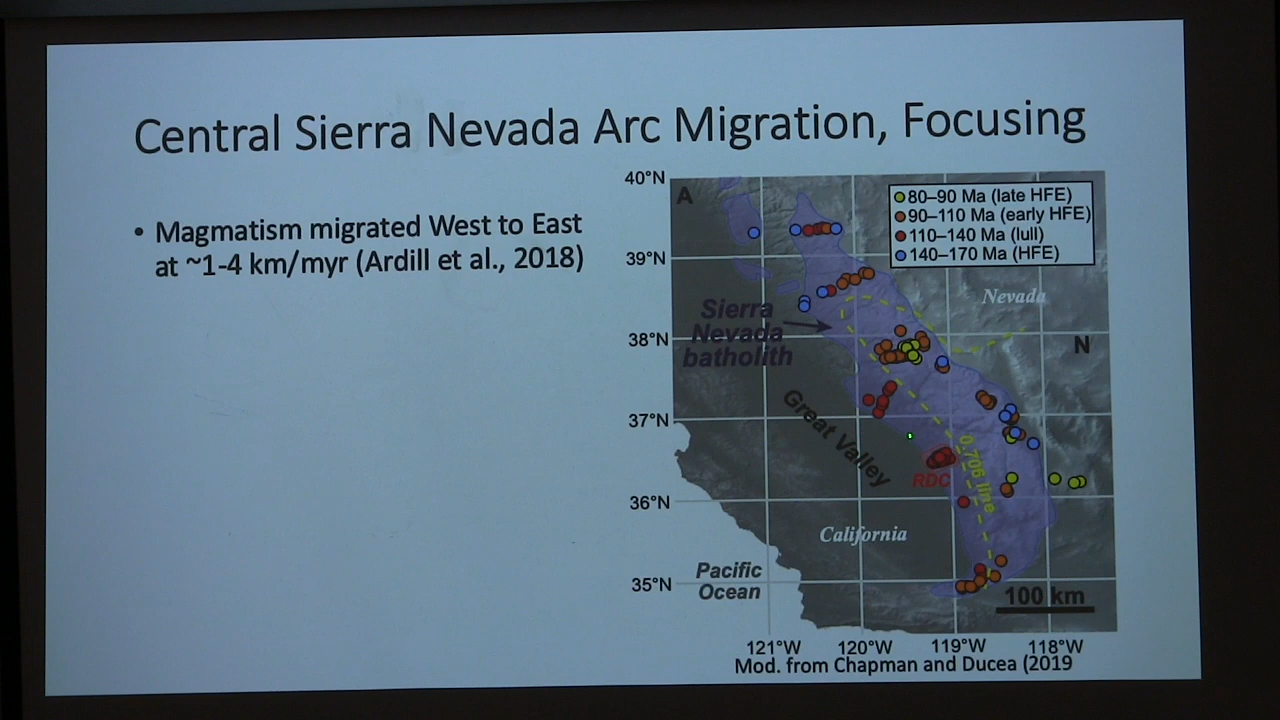 Central Sierra Nevada Arc Migration, Focusing
• Magmatism migrated West to East
at ~1-4 km/myr (Ardill et al., 2018)
A
80–90 Ma (late HFE)
90–110 Ma (early HFE)
110–140 Ma (lull)
140–170 Ma (HFE)
40°N
39°N
38°N
37°N
36°N
35°N
Nevada
Sierra
Nevada
batholith
N
Great Valley
0.706 line
RDC
California
Pacific
Ocean
100 km
121°W 120°W 119°W 118°W
Mod. from Chapman and Ducea (2019